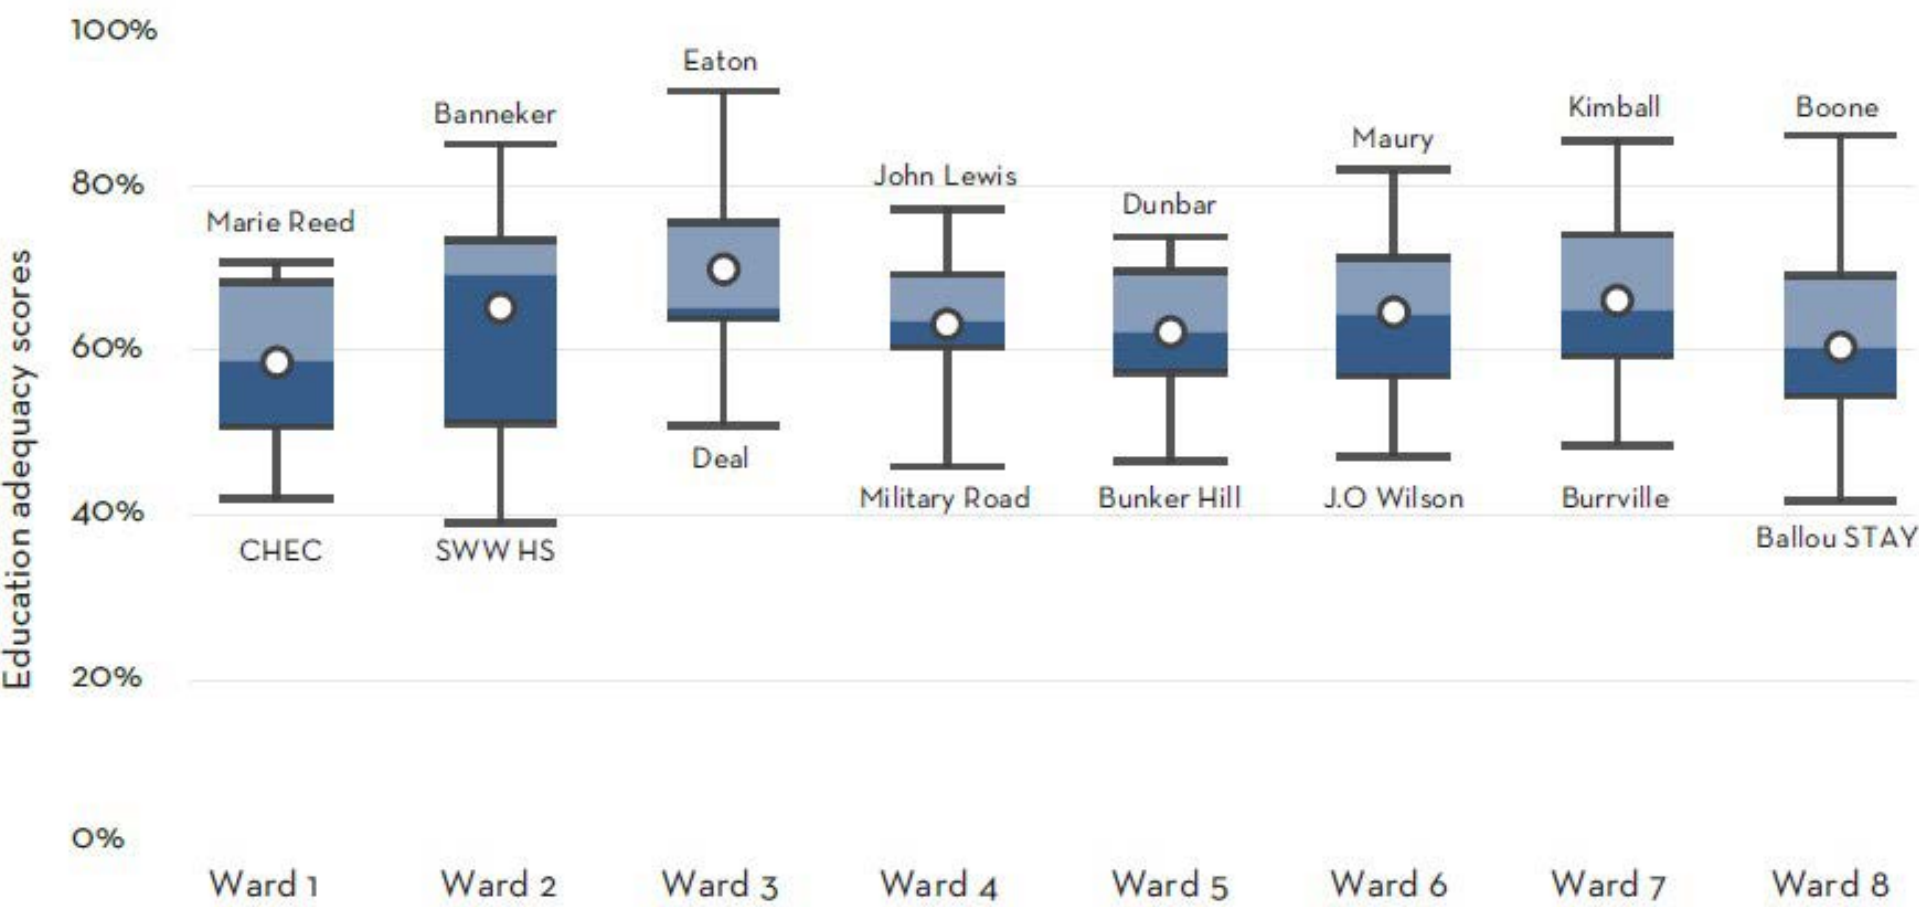 100%
80%
60%
40%
20%
0%
Education adequacy scores
Marie Reed
CHEC
Banneker
SWW HS
Eaton
Deal
John Lewis
Military Road
Dunbar
Bunker Hill
Maury
J.O Wilson
Kimball
Burrville
Boone
Ballou STAY
Ward 1
Ward 2
Ward 3
Ward 4
Ward 5
Ward 6
Ward 7
Ward 8